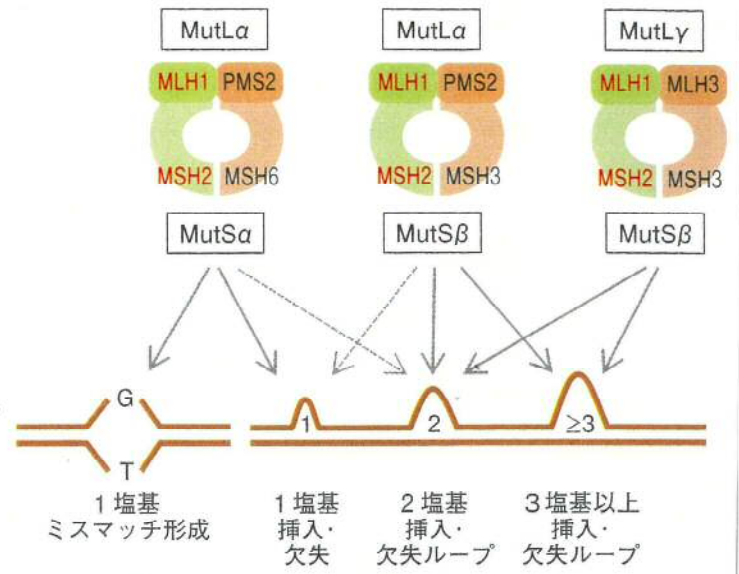 MutLα
MutLα
MutLγ
MLH1 PMS2
MLH1 PMS2
MLH1 MLH3
MSH2 MSH6
MSH2 MSH3
MSH2 MSH3
MutSα
MutSβ
MutSβ
G
T
1
2
≥3
1塩基
ミスマッチ形成
1塩基
挿入・
欠失
2塩基
挿入・
欠失ループ
3塩基以上
挿入・
欠失ループ